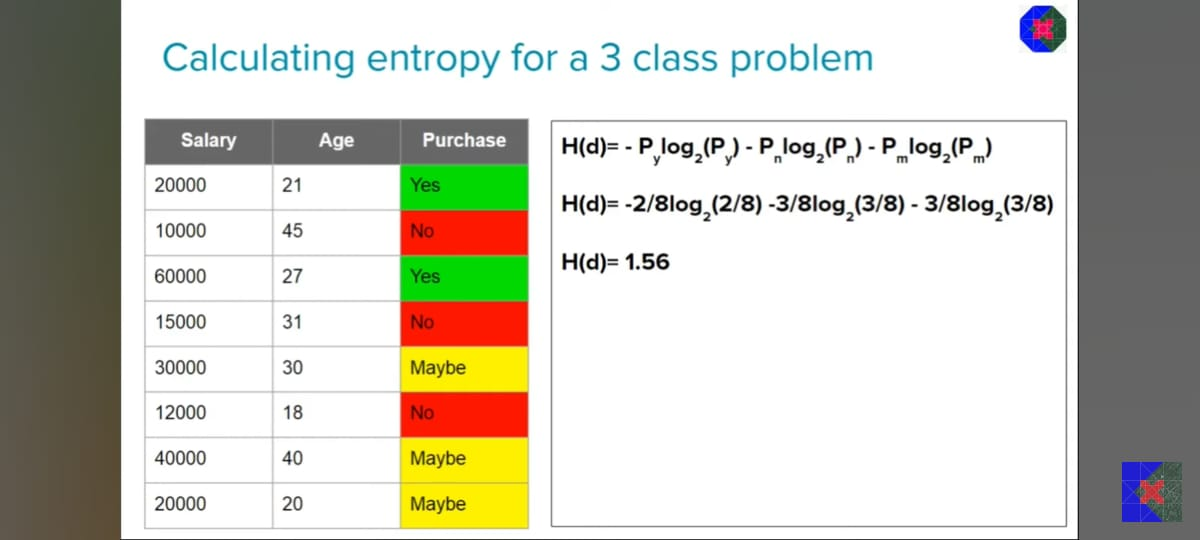 Calculating entropy for a 3 class problem
Salary Age Purchase
20000 21 Yes
10000 45 No
60000 27 Yes
15000 31 No
30000 30 Maybe
12000 18 No
40000 40 Maybe
20000 20 Maybe
H(d)= - Pᵧlog₂(Pᵧ) - Pₙlog₂(Pₙ) - Pₘlog₂(Pₘ)
H(d)= -2/8log₂(2/8) -3/8log₂(3/8) - 3/8log₂(3/8)
H(d)= 1.56